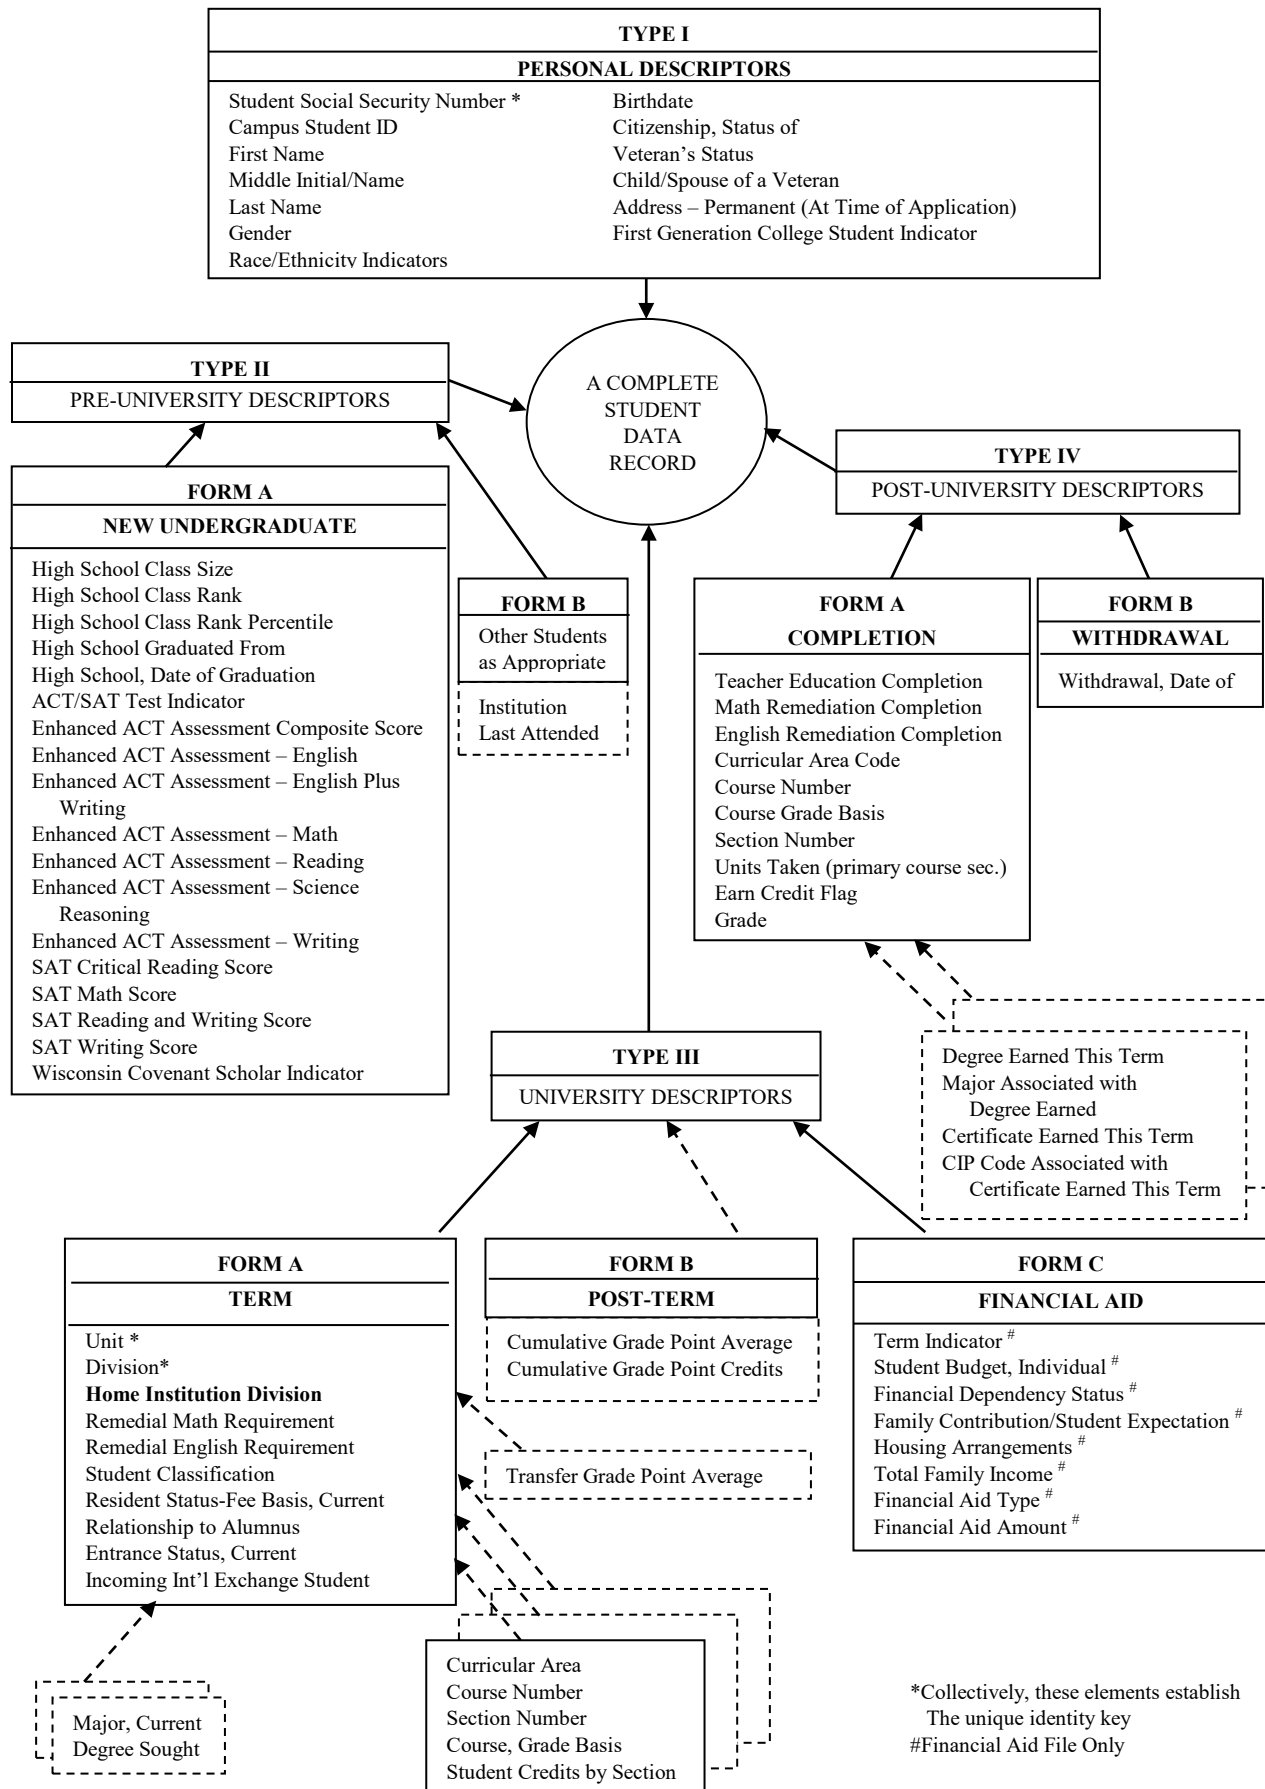 TYPE I
PERSONAL DESCRIPTORS
Student Social Security Number *
Campus Student ID
First Name
Middle Initial/Name
Last Name
Gender
Race/Ethnicity Indicators
Birthdate
Citizenship, Status of
Veteran's Status
Child/Spouse of a Veteran
Address – Permanent (At Time of Application)
First Generation College Student Indicator
A COMPLETE
STUDENT
DATA
RECORD
TYPE II
PRE-UNIVERSITY DESCRIPTORS
FORM A
NEW UNDERGRADUATE
High School Class Size
High School Class Rank
High School Class Rank Percentile
High School Graduated From
High School, Date of Graduation
ACT/SAT Test Indicator
Enhanced ACT Assessment Composite Score
Enhanced ACT Assessment – English
Enhanced ACT Assessment – English Plus
Writing
Enhanced ACT Assessment – Math
Enhanced ACT Assessment – Reading
Enhanced ACT Assessment – Science
Reasoning
Enhanced ACT Assessment – Writing
SAT Critical Reading Score
SAT Math Score
SAT Reading and Writing Score
SAT Writing Score
Wisconsin Covenant Scholar Indicator
FORM B
Other Students
as Appropriate
Institution
Last Attended
TYPE IV
POST-UNIVERSITY DESCRIPTORS
FORM A
COMPLETION
Teacher Education Completion
Math Remediation Completion
English Remediation Completion
Curricular Area Code
Course Number
Course Grade Basis
Section Number
Units Taken (primary course sec.)
Earn Credit Flag
Grade
FORM B
WITHDRAWAL
Withdrawal, Date of
Degree Earned This Term
Major Associated with
Degree Earned
Certificate Earned This Term
CIP Code Associated with
Certificate Earned This Term
TYPE III
UNIVERSITY DESCRIPTORS
FORM A
TERM
Unit *
Division*
Home Institution Division
Remedial Math Requirement
Remedial English Requirement
Student Classification
Resident Status-Fee Basis, Current
Relationship to Alumnus
Entrance Status, Current
Incoming Int'l Exchange Student
FORM B
POST-TERM
Cumulative Grade Point Average
Cumulative Grade Point Credits
Transfer Grade Point Average
FORM C
FINANCIAL AID
Term Indicator #
Student Budget, Individual #
Financial Dependency Status #
Family Contribution/Student Expectation #
Housing Arrangements #
Total Family Income #
Financial Aid Type #
Financial Aid Amount #
Major, Current
Degree Sought
Curricular Area
Course Number
Section Number
Course, Grade Basis
Student Credits by Section
*Collectively, these elements establish
The unique identity key
#Financial Aid File Only